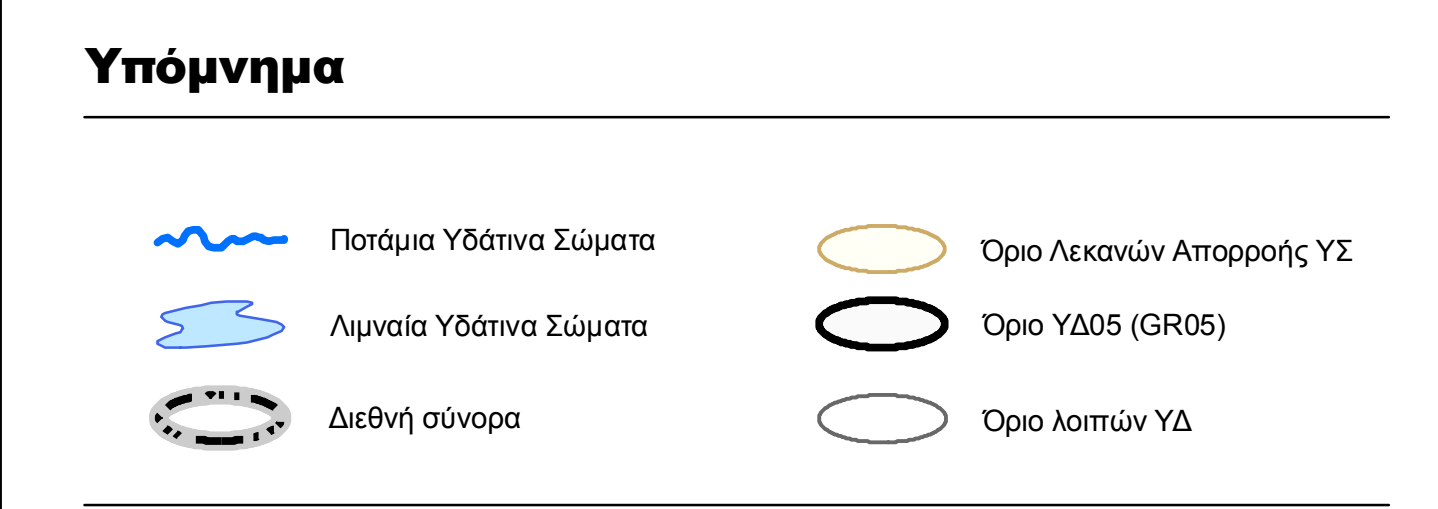 Υπόμνημα
Ποτάμια Υδάτινα Σώματα
Λιμναία Υδάτινα Σώματα
Διεθνή σύνορα
Όριο Λεκανών Απορροής ΥΣ
Όριο ΥΔ05 (GR05)
Όριο λοιπών ΥΔ